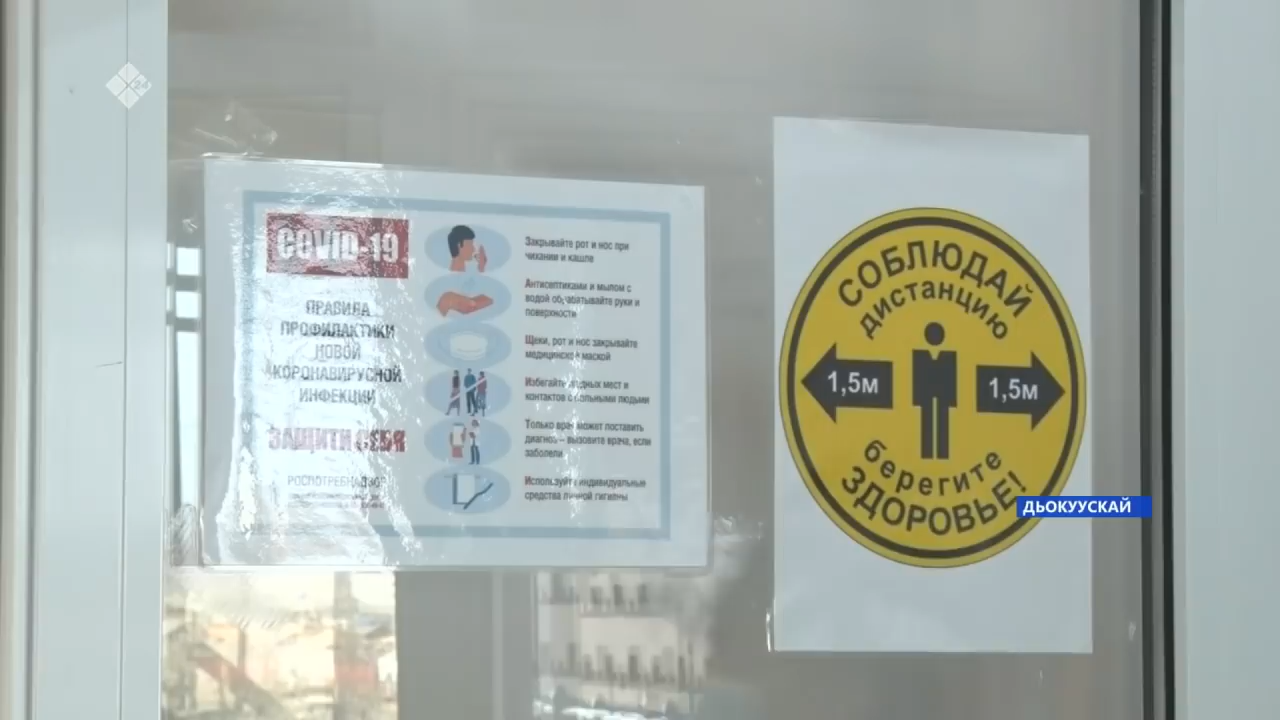 24
COVID-19
ПРАВИЛА
ПРОФИЛАКТИКИ
НОВОЙ
КОРОНАВИРУСНОЙ
ИНФЕКЦИИ
ЗАЩИТИ СЕБЯ
РОСПОТРЕБНАДЗОР
Закрывайте рот и нос при
чихании и кашле
Антисептиками и мылом с
водой обрабатывайте руки и
поверхности
Щеки, рот и нос закрывайте
медицинской маской
Избегайте людных мест и
контактов с больными людьми
Только врач может поставить
диагноз – вызовите врача, если
заболели
Используйте индивидуальные
средства личной гигиены
СОБЛЮДАЙ
дистанцию
1,5м
1,5м
берегите
ЗДОРОВЬЕ!
ДЬОКУУСКАЙ